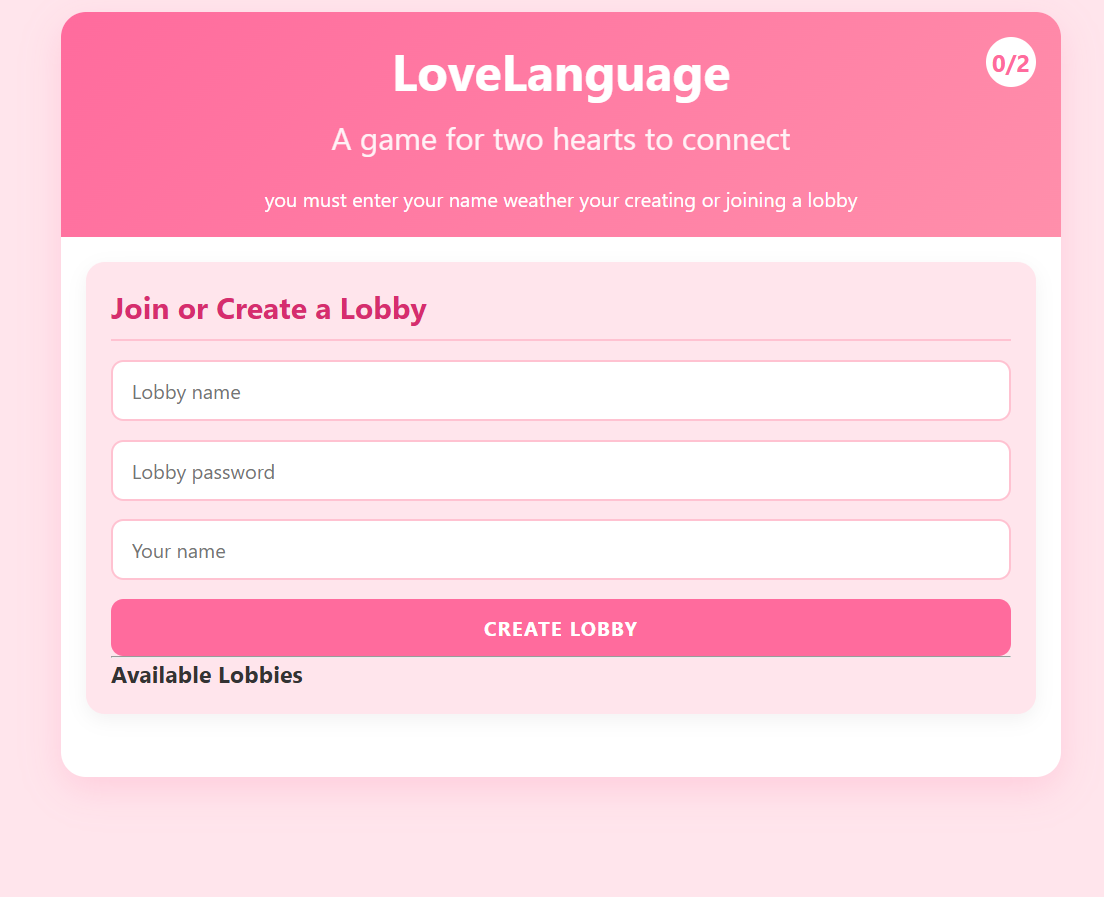 LoveLanguage
0/2
A game for two hearts to connect
you must enter your name weather your creating or joining a lobby
Join or Create a Lobby
Lobby name
Lobby password
Your name
CREATE LOBBY
Available Lobbies